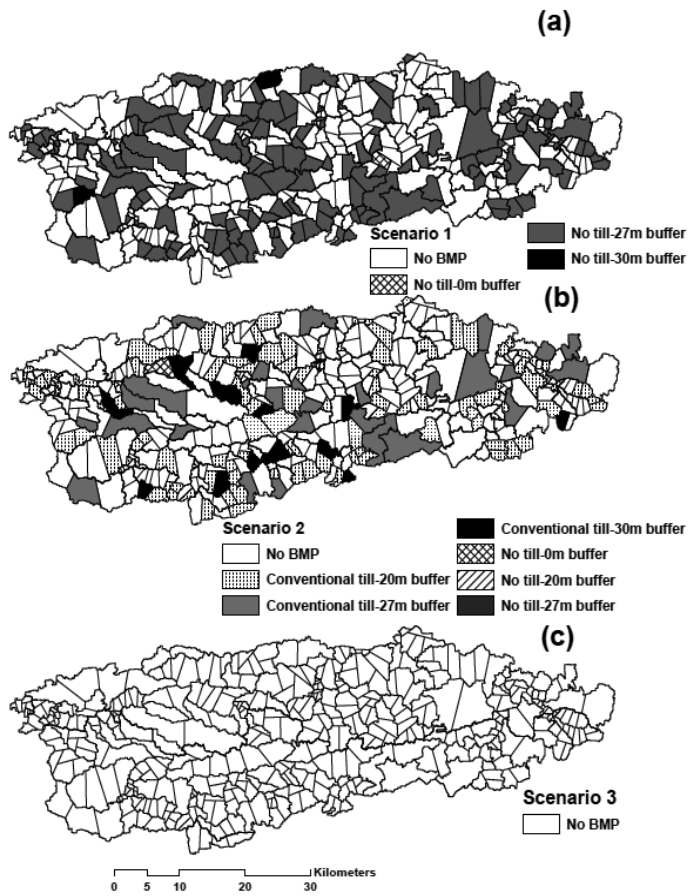 (a)
Scenario 1
No BMP
No till-0m buffer
No till-27m buffer
No till-30m buffer
(b)
Scenario 2
No BMP
Conventional till-20m buffer
Conventional till-27m buffer
Conventional till-30m buffer
No till-0m buffer
No till-20m buffer
No till-27m buffer
(c)
Scenario 3
No BMP
Kilometers
0 5 10 20 30